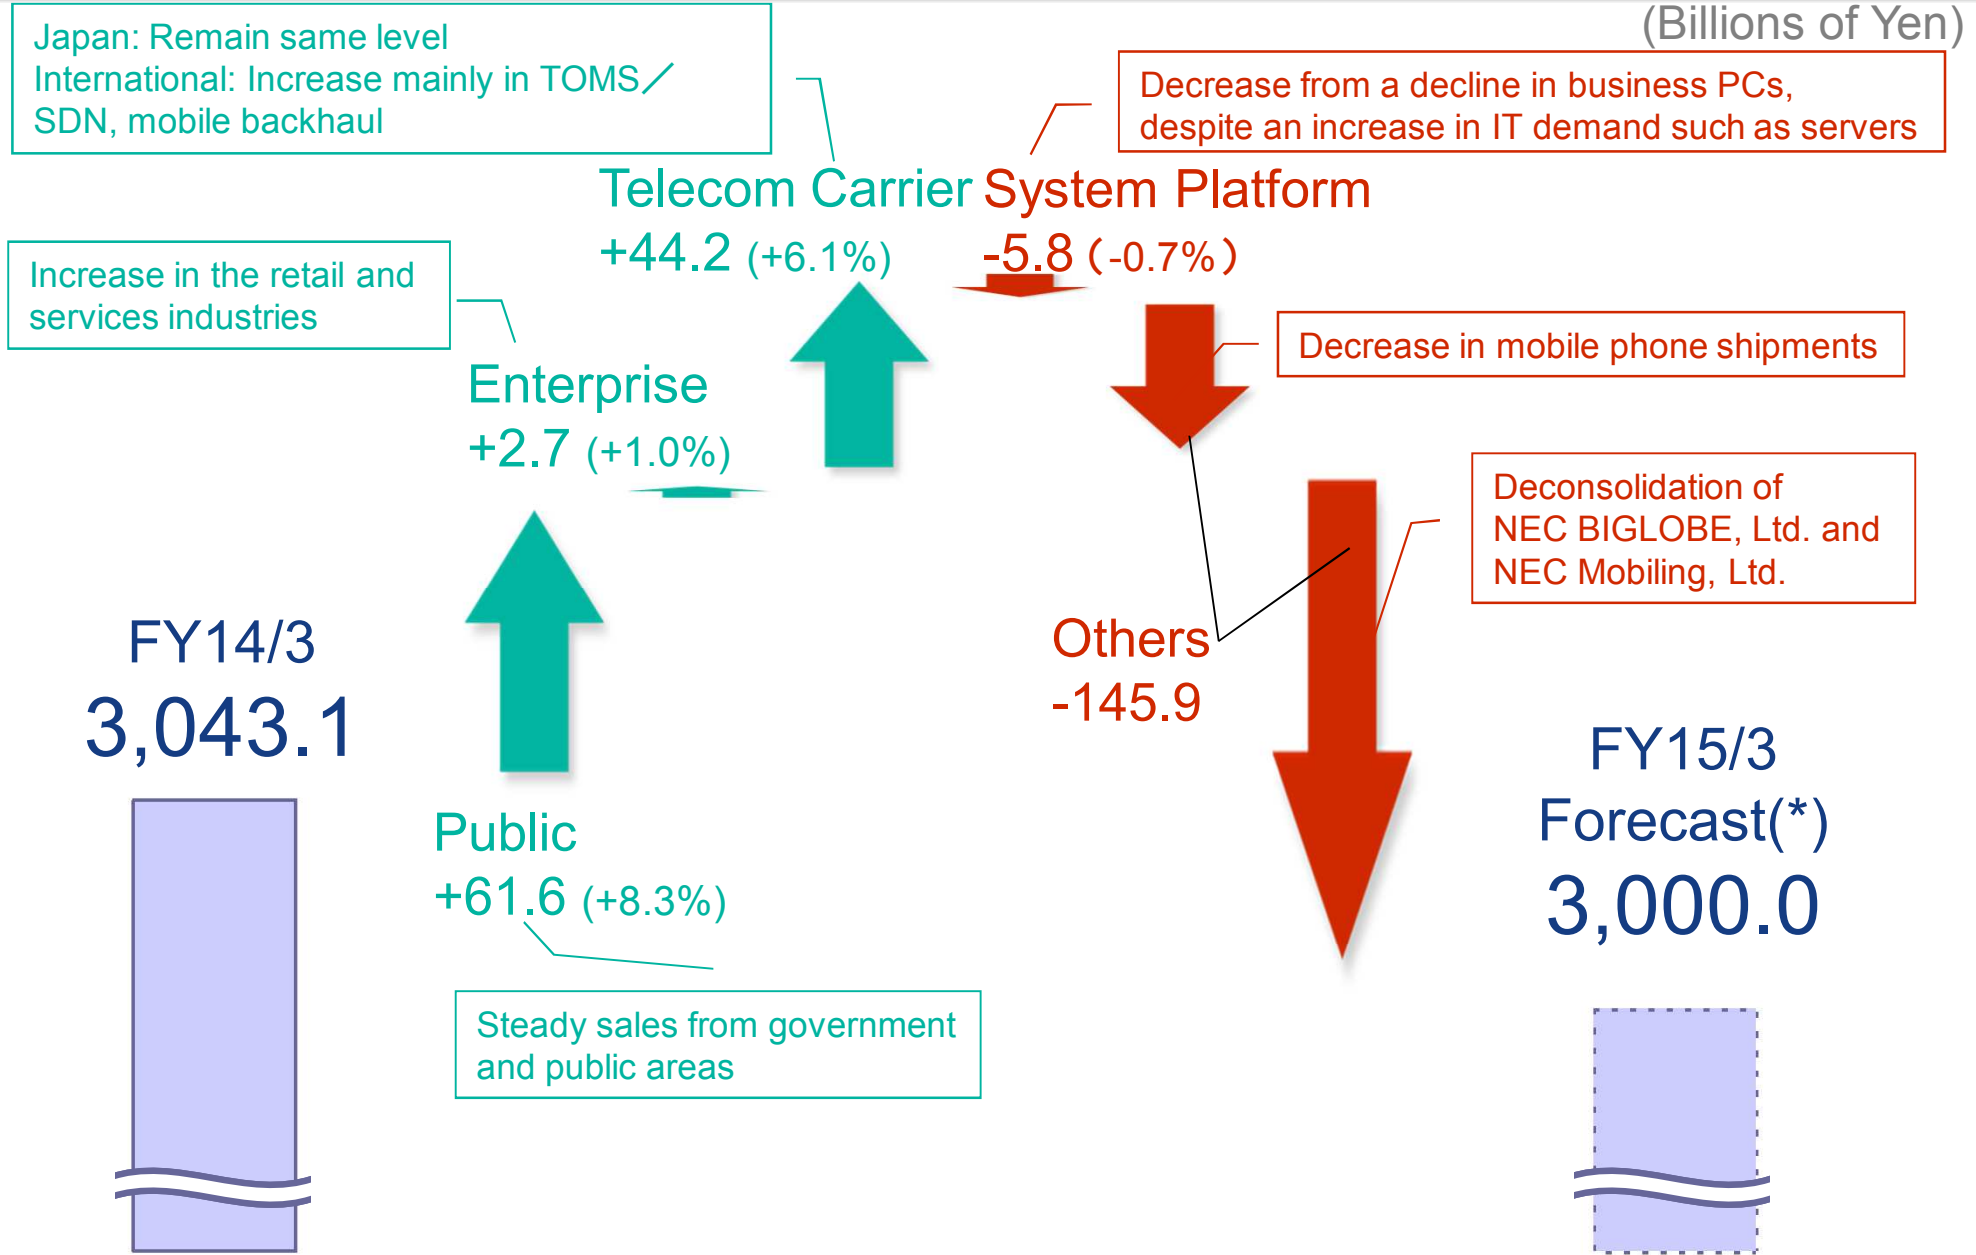 (Billions of Yen)
Japan: Remain same level
International: Increase mainly in TOMS／
SDN, mobile backhaul
Decrease from a decline in business PCs,
despite an increase in IT demand such as servers
Telecom Carrier
+44.2 (+6.1%)
System Platform
-5.8 (-0.7%)
Increase in the retail and
services industries
Enterprise
+2.7 (+1.0%)
Decrease in mobile phone shipments
Deconsolidation of
NEC BIGLOBE, Ltd. and
NEC Mobiling, Ltd.
FY14/3
3,043.1
Others
-145.9
Public
+61.6 (+8.3%)
FY15/3
Forecast(*)
3,000.0
Steady sales from government
and public areas